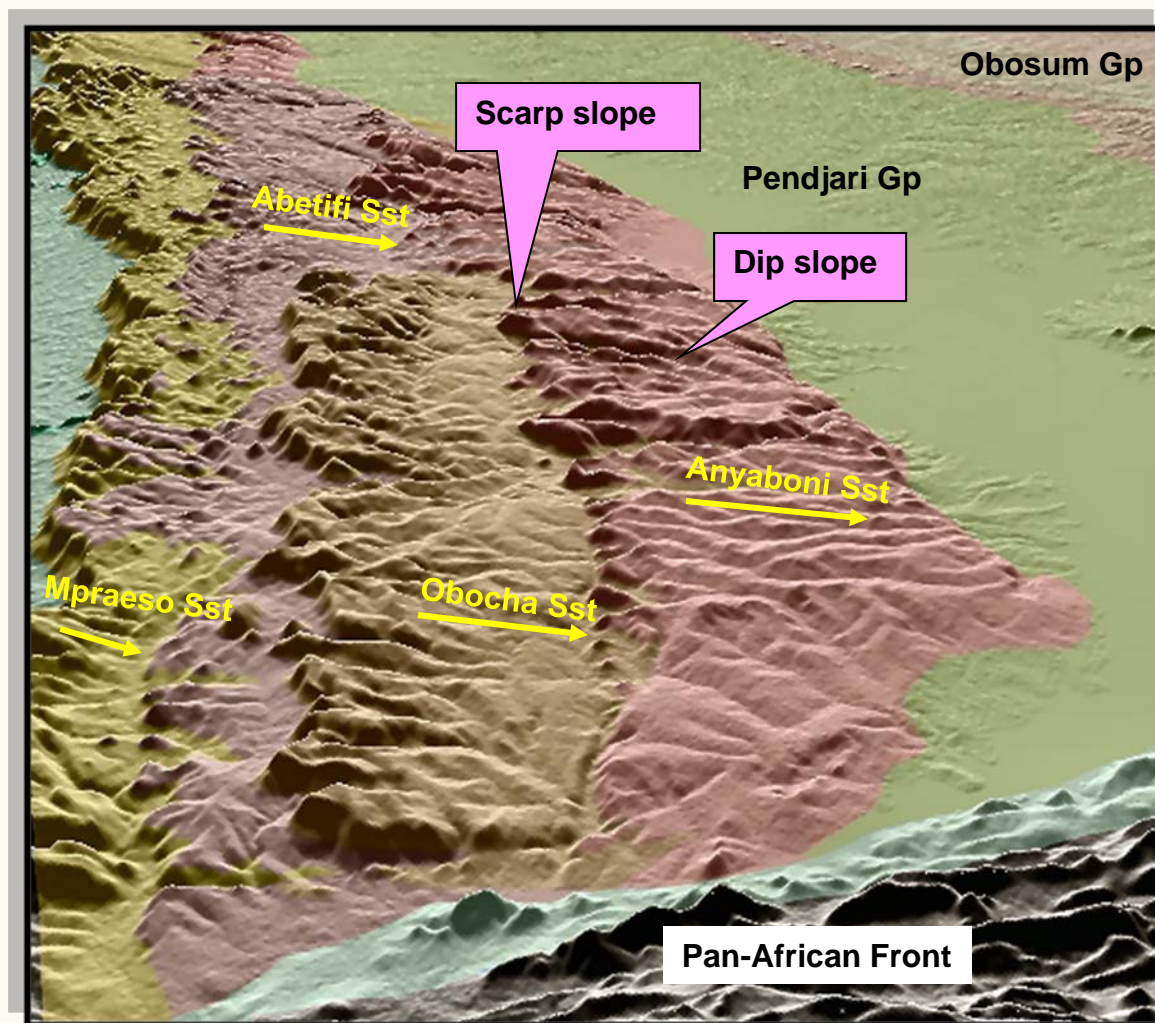 Obosum Gp
Scarp slope
Pendjari Gp
Abetifi Sst
Dip slope
Anyaboni Sst
Mpraeso Sst
Obocha Sst
Pan-African Front